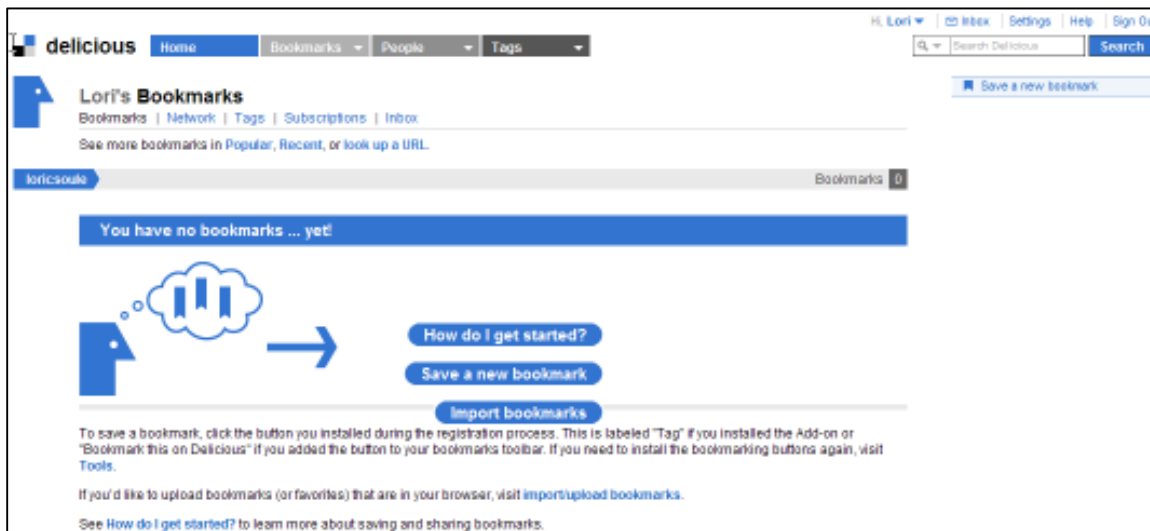 Hi, Lori Inbox Settings Help Sign Ou
delicious Home Bookmarks People Tags Search Delicious Search
Save a new bookmark
Lori's Bookmarks
Bookmarks | Network | Tags | Subscriptions | Inbox
See more bookmarks in Popular, Recent, or look up a URL.
loricsoule Bookmarks 0
You have no bookmarks ... yet!
How do I get started?
Save a new bookmark
Import bookmarks
To save a bookmark, click the button you installed during the registration process. This is labeled "Tag" if you installed the Add-on or
"Bookmark this on Delicious" if you added the button to your bookmarks toolbar. If you need to install the bookmarking buttons again, visit
Tools.
If you'd like to upload bookmarks (or favorites) that are in your browser, visit import/upload bookmarks.
See How do I get started? to learn more about saving and sharing bookmarks.